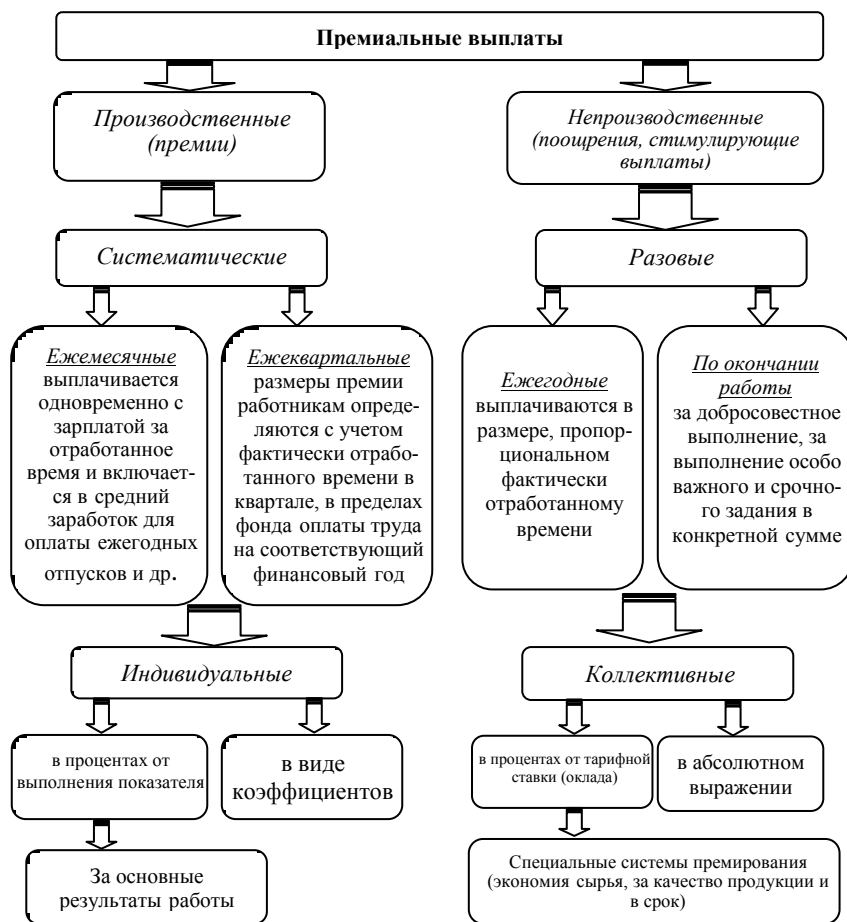 Премиальные выплаты
Производственные
(премии)
Непроизводственные
(поощрения, стимулирующие
выплаты)
Систематические
Разовые
Ежемесячные
выплачивается
одновременно с
зарплатой за
отработанное
время и включает-
ся в средний
заработок для
оплаты ежегодных
отпусков и др.
Ежеквартальные
размеры премии
работникам опреде-
ляются с учетом
фактически отрабо-
танного времени в
квартале, в пределах
фонда оплаты труда
на соответствующий
финансовый год
Ежегодные
выплачиваются в
размере, пропор-
циональном
фактически
отработанному
времени
По окончании
работы
за добросовестное
выполнение, за
выполнение особо
важного и срочно-
го задания в
конкретной сумме
Индивидуальные
Коллективные
в процентах от
выполнения показателя
в виде
коэффициентов
в процентах от тарифной
ставки (оклада)
в абсолютном
выражении
За основные
результаты работы
Специальные системы премирования
(экономия сырья, за качество продукции и
в срок)